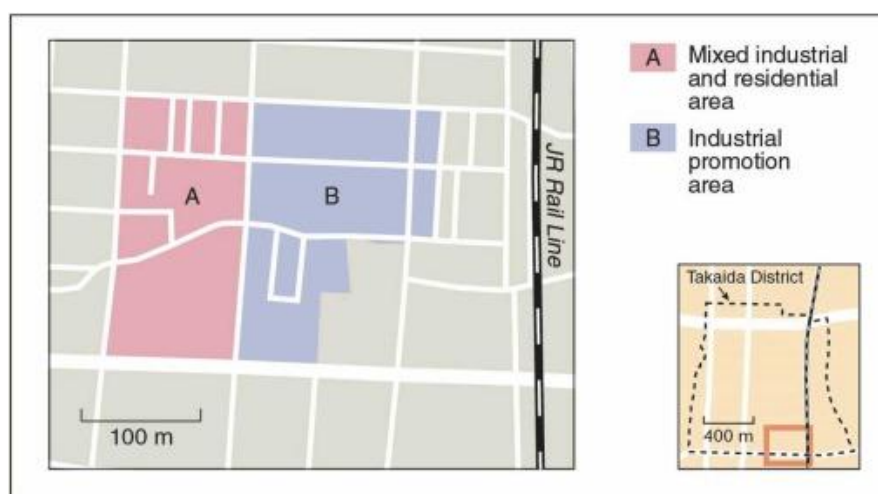 A
B
JR Rail Line
100 m
A Mixed industrial
and residential
area
B Industrial
promotion
area
Takaida District
400 m